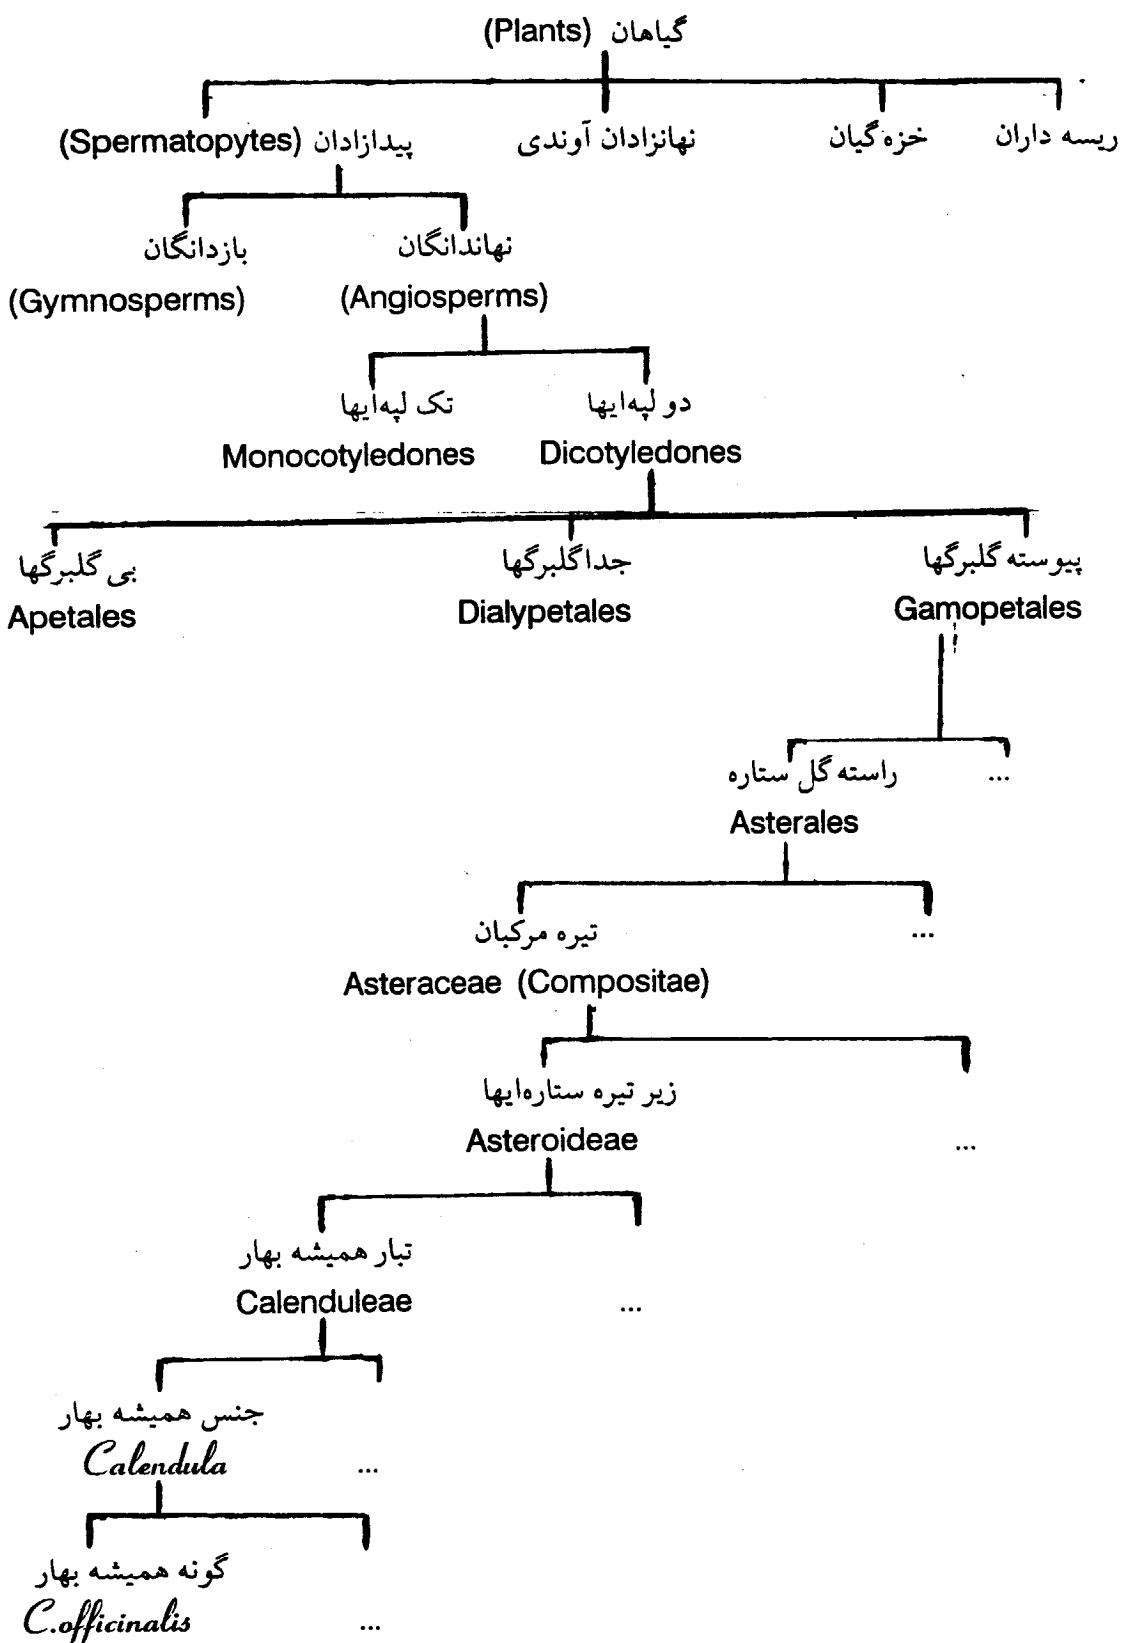 گیاهان (Plants)
ریسه داران خزه گیان نهانزادان آوندی پیدازادان (Spermatopytes)
نهاندانگان بازدانگان
(Gymnosperms) (Angiosperms)
دو لپه‌ایها تک لپه‌ایها
Monocotyledones Dicotyledones
پیوسته گلبرگها جدا گلبرگها بی گلبرگها
Apetales Dialypetales Gamopetales
... راسته گل ستاره
Asterales
... تیره مرکبان
Asteraceae (Compositae)
زیر تیره ستاره‌ایها
Asteroideae ...
تبار همیشه بهار
Calenduleae ...
جنس همیشه بهار
Calendula ...
گونه همیشه بهار
C.officinalis ...